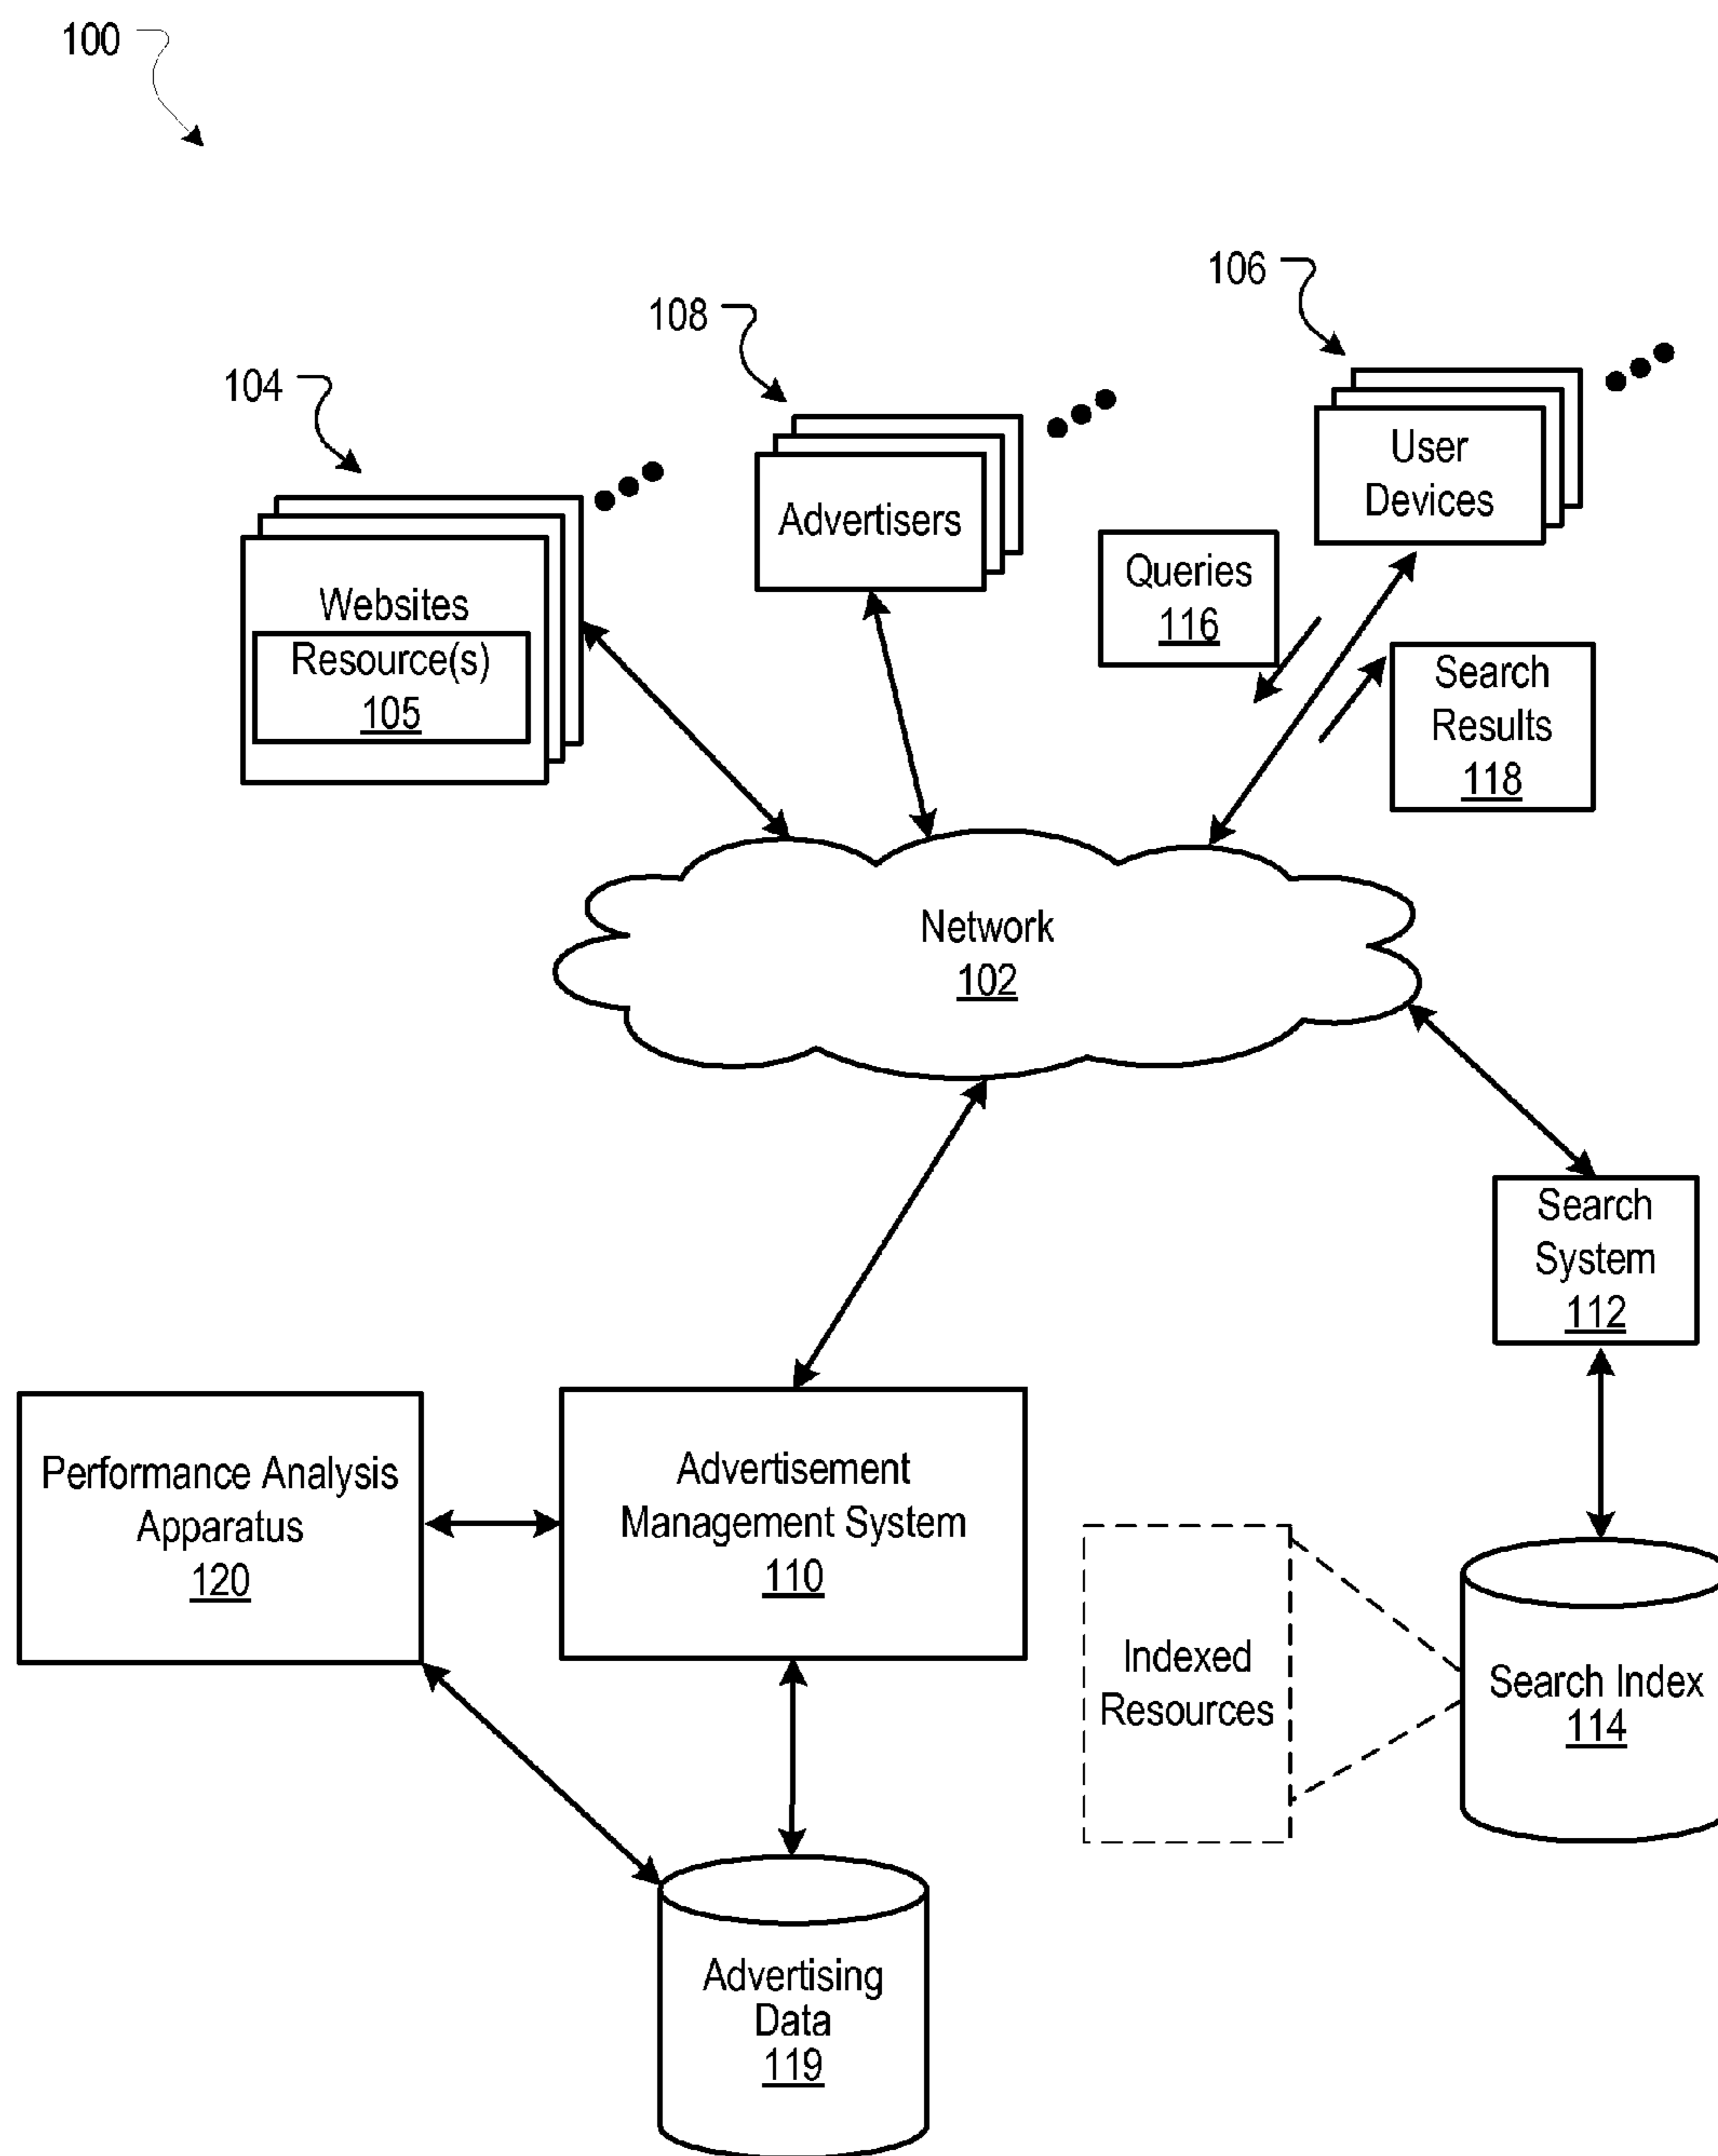 100
106
108
104
User
Devices
Advertisers
Queries
116
Websites
Resource(s)
105
Search
Results
118
Network
102
Search
System
112
Performance Analysis
Apparatus
120
Advertisement
Management System
110
Indexed
Resources
Search Index
114
Advertising
Data
119